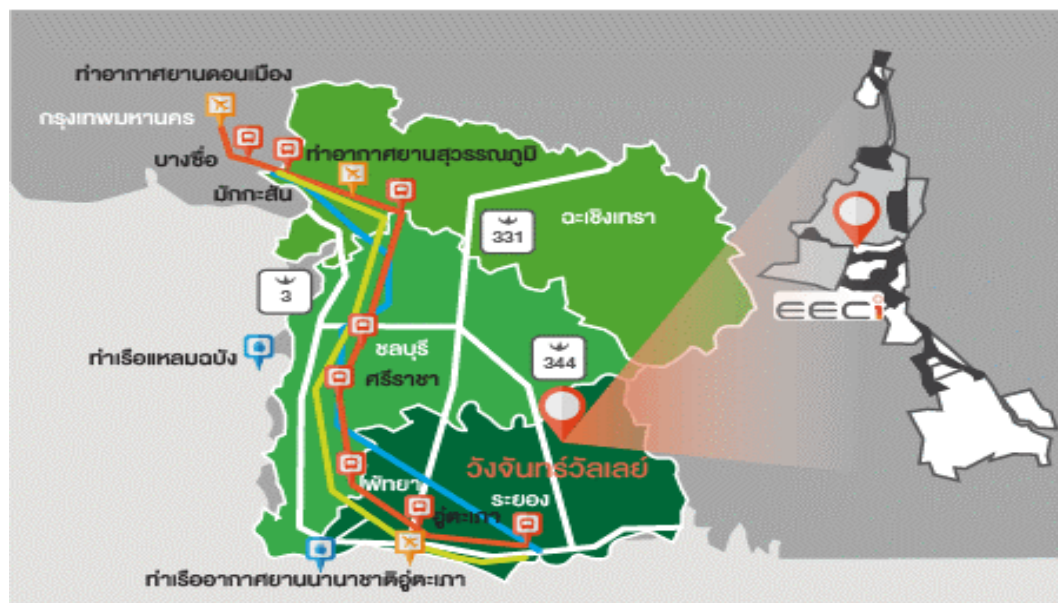 ท่าอากาศยานดอนเมือง
กรุงเทพมหานคร
บางซื่อ
ท่าอากาศยานสุวรรณภูมิ
มักกะสัน
ฉะเชิงเทรา
331
3
EECi
ท่าเรือแหลมฉบัง
ชลบุรี
344
ศรีราชา
วังจันทร์วัลเลย์
พัทยา
ระยอง
อู่ตะเภา
ท่าเรืออากาศยานนานาชาติอู่ตะเภา